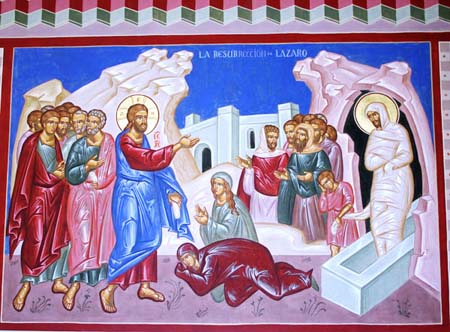 LA RESURRECCIÓN DE LAZARO